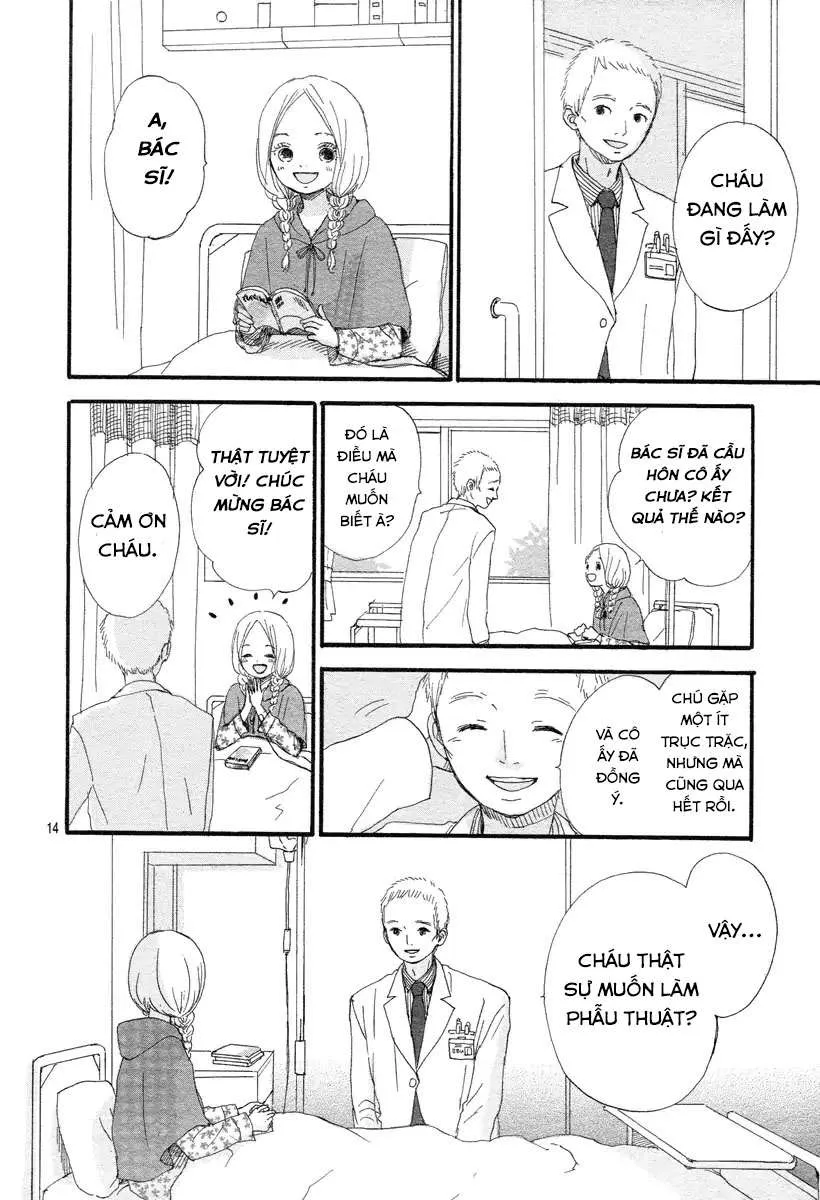 CHÁU
ĐANG LÀM
GÌ ĐẤY?
A,
BÁC
SĨ!
BÁC SĨ ĐÃ CẦU
HÔN CÔ ẤY
CHƯA? KẾT
QUẢ THẾ NÀO?
ĐÓ LÀ
ĐIỀU MÀ
CHÁU
MUỐN
BIẾT À?
CHÚ GẶP
MỘT ÍT
TRỤC TRẶC,
NHƯNG MÀ
CŨNG QUA
HẾT RỒI.
VÀ CÔ
ẤY ĐÃ
ĐỒNG
Ý.
THẬT TUYỆT
VỜI! CHÚC
MỪNG BÁC
SĨ!
CẢM ƠN
CHÁU.
14
VẬY...
CHÁU THẬT
SỰ MUỐN LÀM
PHẪU THUẬT?